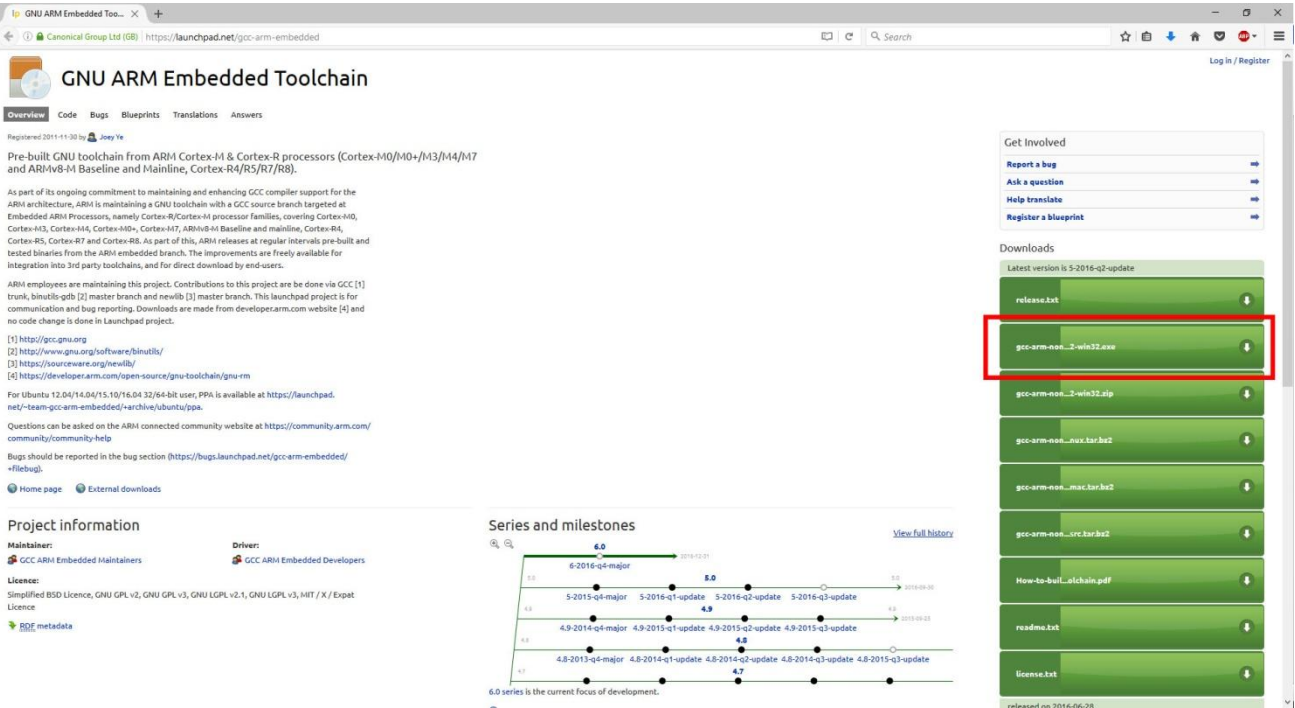 GNU ARM Embedded Too...
Canonical Group Ltd (GB)
https://launchpad.net/gcc-arm-embedded
Search
Log in / Register
GNU ARM Embedded Toolchain
Overview Code Bugs Blueprints Translations Answers
Registered 2011-11-30 by Joey Ye
Pre-built GNU toolchain from ARM Cortex-M & Cortex-R processors (Cortex-M0/M0+/M3/M4/M7
and ARMv8-M Baseline and Mainline, Cortex-R4/R5/R7/R8).
As part of its ongoing commitment to maintaining and enhancing GCC compiler support for the
ARM architecture, ARM is maintaining a GNU toolchain with a GCC source branch targeted at
Embedded ARM Processors, namely Cortex-R/Cortex-M processor families, covering Cortex-M0,
Cortex-M3, Cortex-M4, Cortex-M0+, Cortex-M7, ARMv8-M Baseline and mainline, Cortex-R4,
Cortex-R5, Cortex-R7 and Cortex-R8. As part of this, ARM releases at regular intervals pre-built and
tested binaries from the ARM embedded branch. The improvements are freely available for
integration into 3rd party toolchains, and for direct download by end-users.
ARM employees are maintaining this project. Contributions to this project are be done via GCC [1]
trunk, binutils-gdb [2] master branch and newlib [3] master branch. This launchpad project is for
communication and bug reporting. Downloads are made from developer.arm.com website [4] and
no code change is done in Launchpad project.
[1] http://gcc.gnu.org
[2] http://www.gnu.org/software/binutils/
[3] https://sourceware.org/newlib/
[4] https://developer.arm.com/open-source/gnu-toolchain/gnu-rm
For Ubuntu 12.04/14.04/15.10/16.04 32/64-bit user, PPA is available at https://launchpad.
net/~team-gcc-arm-embedded/+archive/ubuntu/ppa.
Questions can be asked on the ARM connected community website at https://community.arm.com/
community/community-help
Bugs should be reported in the bug section (https://bugs.launchpad.net/gcc-arm-embedded/
+filebug).
Home page External downloads
Project information
Maintainer:
GCC ARM Embedded Maintainers
Driver:
GCC ARM Embedded Developers
Licence:
Simplified BSD Licence, GNU GPL v2, GNU GPL v3, GNU LGPL v2.1, GNU LGPL v3, MIT / X / Expat
Licence
RDF metadata
Series and milestones
View full history
6.0
2016-12-31
6-2016-q4-major
5.0 5.0 5.0
5-2015-q4-major 5-2016-q1-update 5-2016-q2-update 5-2016-q3-update
4.9 4.9 4.9
4.9-2014-q4-major 4.9-2015-q1-update 4.9-2015-q2-update 4.9-2015-q3-update
4.8
4.8-2013-q4-major 4.8-2014-q1-update 4.8-2014-q2-update 4.8-2014-q3-update 4.8-2015-q3-update
4.7 4.7
6.0 series is the current focus of development.
Get Involved
Report a bug
Ask a question
Help translate
Register a blueprint
Downloads
Latest version is 5-2016-q2-update
release.txt
gcc-arm-non...2-win32.exe
gcc-arm-non...2-win32.zip
gcc-arm-non...nux.tar.bz2
gcc-arm-non...mac.tar.bz2
gcc-arm-non...src.tar.bz2
How-to-buil...olchain.pdf
readme.txt
license.txt
released on 2016-06-28